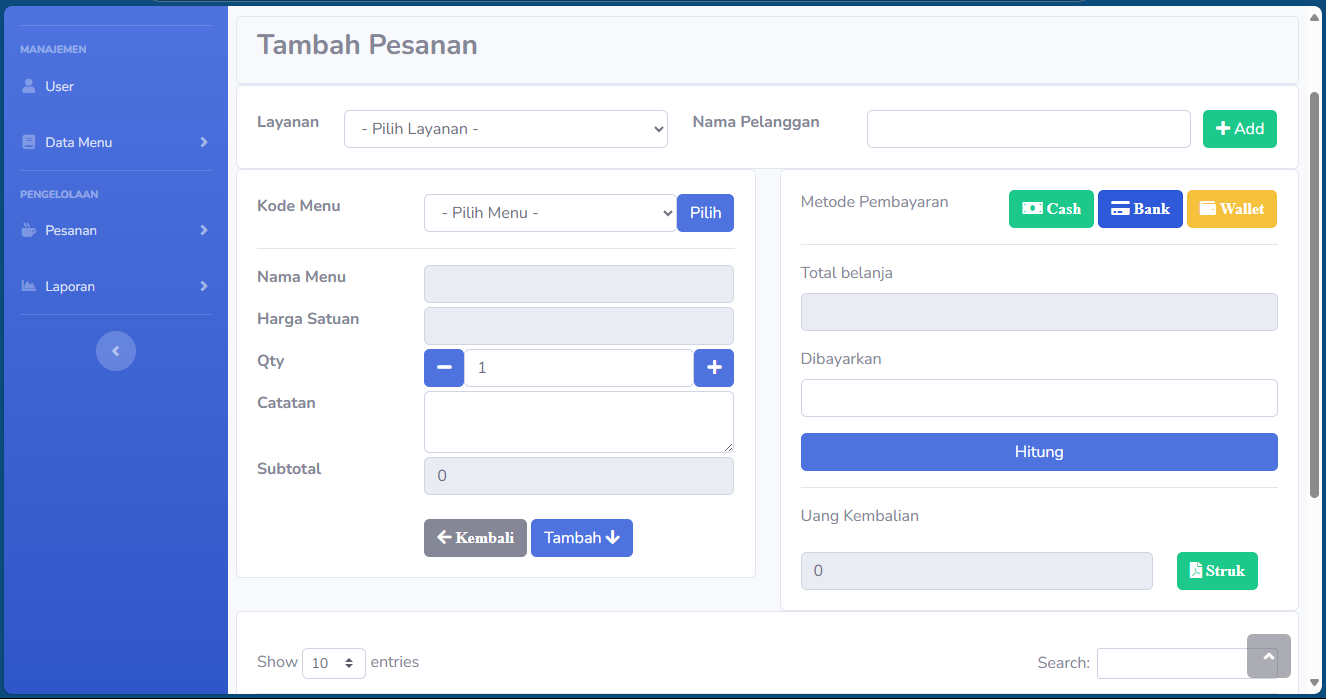 MANAJEMEN
User
Data Menu
PENGELOLAAN
Pesanan
Laporan
Tambah Pesanan
Layanan - Pilih Layanan - Nama Pelanggan Add
Kode Menu - Pilih Menu - Pilih
Nama Menu
Harga Satuan
Qty 1
Catatan
Subtotal 0
Kembali Tambah
Metode Pembayaran Cash Bank Wallet
Total belanja
Dibayarkan
Hitung
Uang Kembalian
0 Struk
Show 10 entries Search: